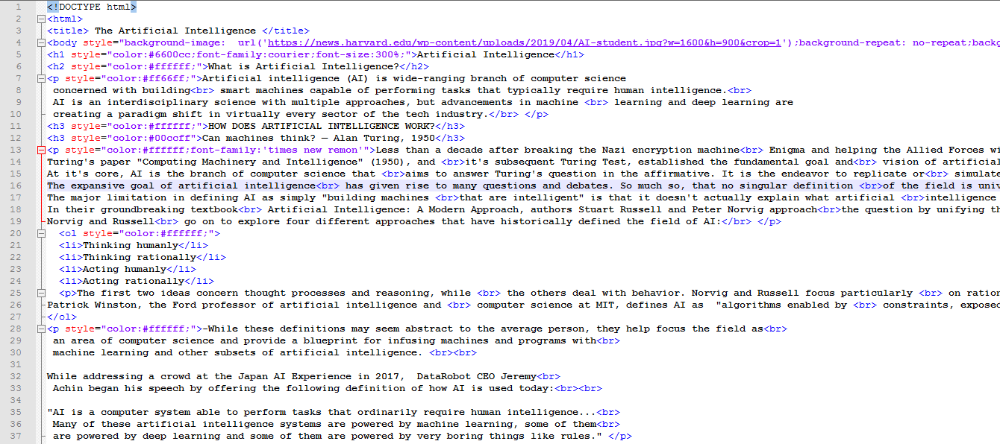 1 <!DOCTYPE html>
2 <html>
3 <title> The Artificial Intelligence </title>
4 <body style="background-image:  url('https://news.harvard.edu/wp-content/uploads/2019/04/AI-student.jpg?w=1600&h=900&crop=1');background-repeat: no-repeat;backg
5 <h1 style="color:#6600cc;font-family:courier;font-size:300%;">Artificial Intelligence</h1>
6 <h2 style="color:#ffffff;">What is Artificial Intelligence?</h2>
7 <p style="color:#ff66ff;">Artificial intelligence (AI) is wide-ranging branch of computer science
8  concerned with building<br> smart machines capable of performing tasks that typically require human intelligence.<br>
9  AI is an interdisciplinary science with multiple approaches, but advancements in machine <br> learning and deep learning are
10  creating a paradigm shift in virtually every sector of the tech industry.</br> </p>
11 <h3 style="color:#ffffff;">HOW DOES ARTIFICIAL INTELLIGENCE WORK?</h3>
12 <h3 style="color:#00ccff">Can machines think? — Alan Turing, 1950</h3>
13 <p style="color:#ffffff;font-family:'times new remon'">Less than a decade after breaking the Nazi encryption machine<br> Enigma and helping the Allied Forces wi
14 Turing's paper "Computing Machinery and Intelligence" (1950), and <br>it's subsequent Turing Test, established the fundamental goal and<br> vision of artificial
15 At it's core, AI is the branch of computer science that <br>aims to answer Turing's question in the affirmative. It is the endeavor to replicate or<br> simulate
16 The expansive goal of artificial intelligence<br> has given rise to many questions and debates. So much so, that no singular definition <br>of the field is univ
17 The major limitation in defining AI as simply "building machines <br>that are intelligent" is that it doesn't actually explain what artificial <br>intelligence
18 In their groundbreaking textbook<br> Artificial Intelligence: A Modern Approach, authors Stuart Russell and Peter Norvig approach<br>the question by unifying th
19 Norvig and Russell<br> go on to explore four different approaches that have historically defined the field of AI:</br> </p>
20   <ol style="color:#ffffff;">
21   <li>Thinking humanly</li>
22   <li>Thinking rationally</li>
23   <li>Acting humanly</li>
24   <li>Acting rationally</li>
25   <p>The first two ideas concern thought processes and reasoning, while <br> the others deal with behavior. Norvig and Russell focus particularly <br> on ration
26 Patrick Winston, the Ford professor of artificial intelligence and <br> computer science at MIT, defines AI as  "algorithms enabled by <br> constraints, exposed
27 </ol>
28 <p style="color:#ffffff;">-While these definitions may seem abstract to the average person, they help focus the field as<br>
29  an area of computer science and provide a blueprint for infusing machines and programs with<br>
30  machine learning and other subsets of artificial intelligence. <br><br>
31
32 While addressing a crowd at the Japan AI Experience in 2017,  DataRobot CEO Jeremy<br>
33  Achin began his speech by offering the following definition of how AI is used today:<br><br>
34
35 "AI is a computer system able to perform tasks that ordinarily require human intelligence...<br>
36  Many of these artificial intelligence systems are powered by machine learning, some of them<br>
37  are powered by deep learning and some of them are powered by very boring things like rules." </p>